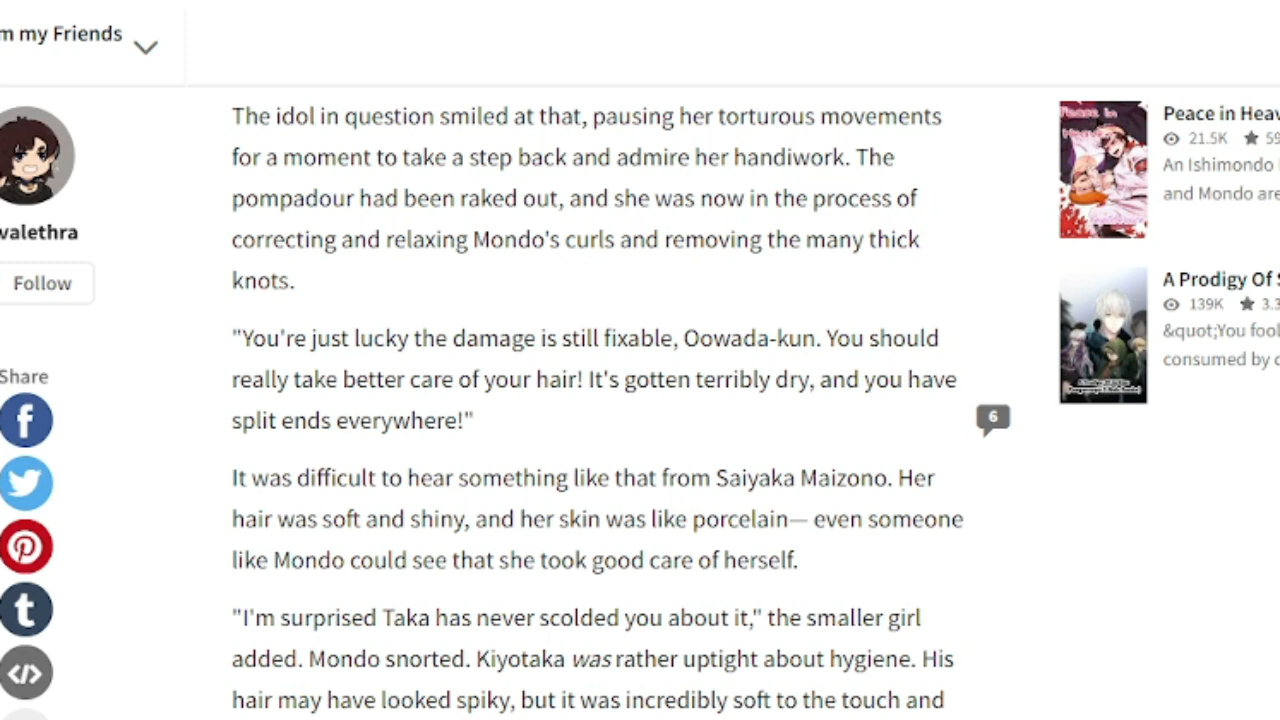 m my Friends
valethra
Follow
Share
The idol in question smiled at that, pausing her torturous movements
for a moment to take a step back and admire her handiwork. The
pompadour had been raked out, and she was now in the process of
correcting and relaxing Mondo's curls and removing the many thick
knots.
"You're just lucky the damage is still fixable, Oowada-kun. You should
really take better care of your hair! It's gotten terribly dry, and you have
split ends everywhere!"
6
It was difficult to hear something like that from Saiyaka Maizono. Her
hair was soft and shiny, and her skin was like porcelain— even someone
like Mondo could see that she took good care of herself.
"I'm surprised Taka has never scolded you about it," the smaller girl
added. Mondo snorted. Kiyotaka was rather uptight about hygiene. His
hair may have looked spiky, but it was incredibly soft to the touch and
Peace in
Peace in Heav
21.5K 59
An Ishimondo
and Mondo are
A Prodigy Of S
139K 3.3
&quot;You fool
consumed by c